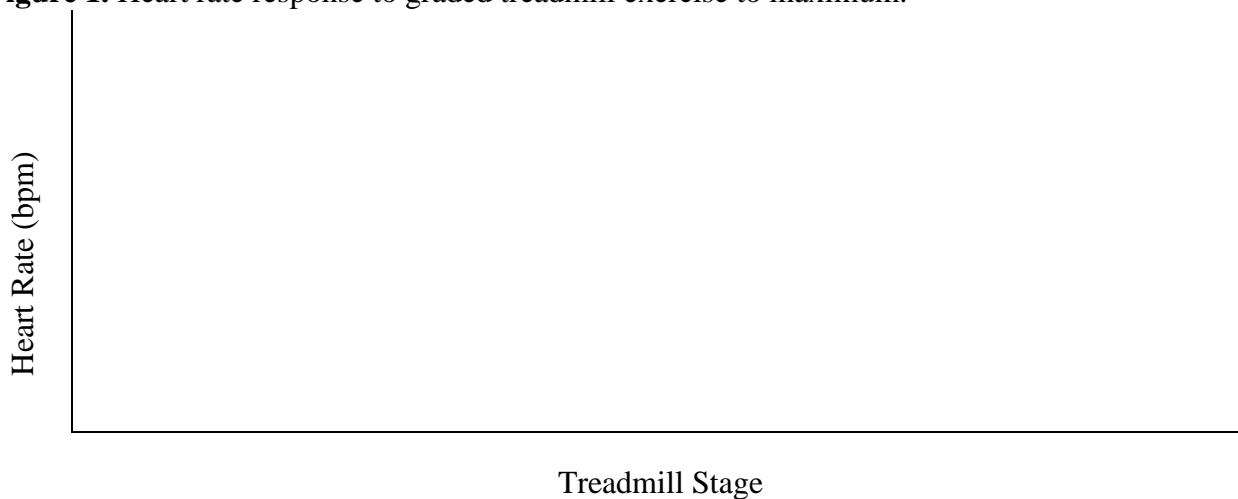 Figure 1. Heart rate response to graded treadmill exercise to maximum.
Heart Rate (bpm)
Treadmill Stage